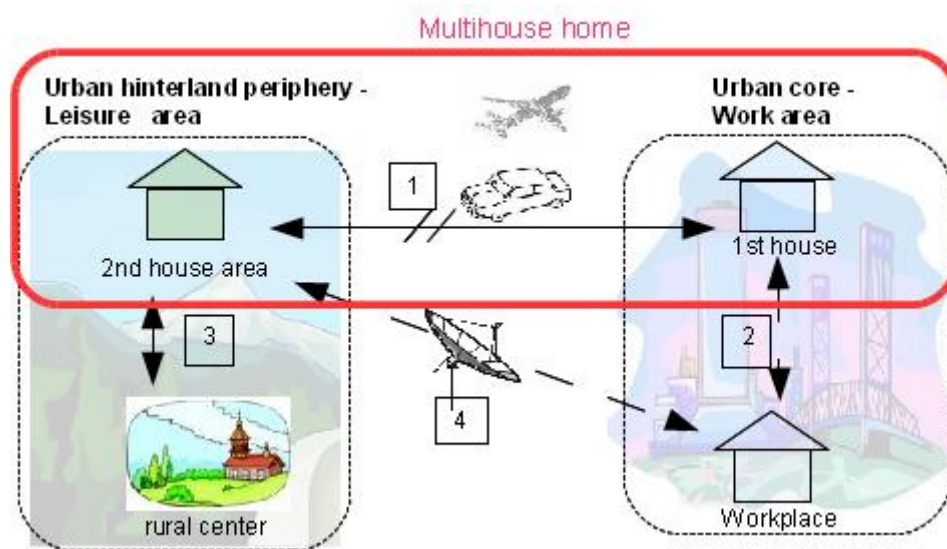 Multihouse home
Urban hinterland periphery -
Leisure area
Urban core -
Work area
1
2nd house area
1st house
3
2
4
rural center
Workplace